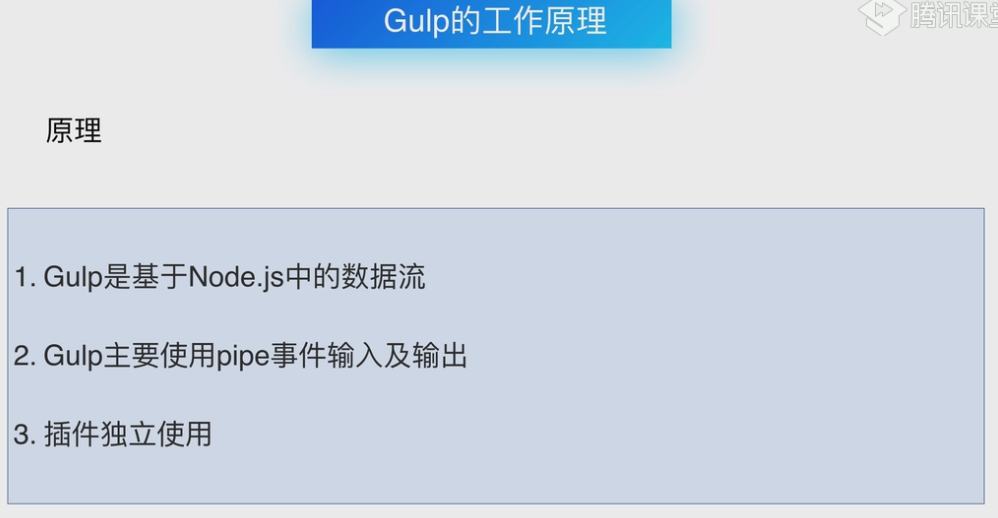 Gulp的工作原理
腾讯课堂
原理
1. Gulp是基于Node.js中的数据流
2. Gulp主要使用pipe事件输入及输出
3. 插件独立使用